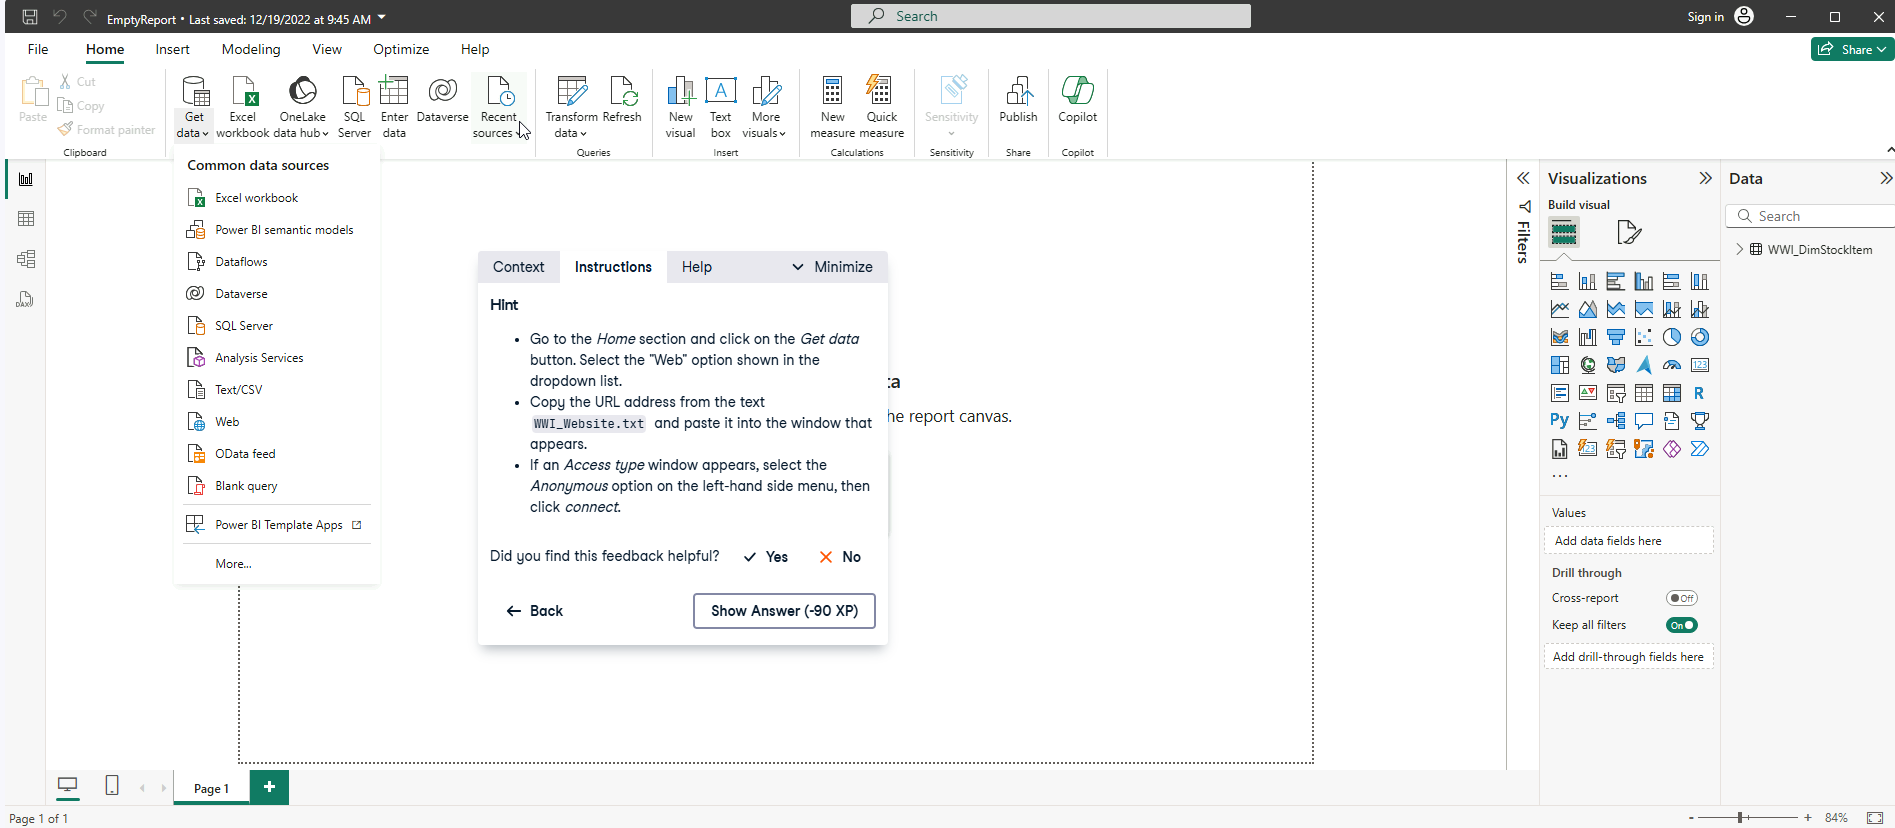 EmptyReport • Last saved: 12/19/2022 at 9:45 AM
Search
Sign in
File
Home
Insert
Modeling
View
Optimize
Help
Share
Paste
Cut
Copy
Format painter
Clipboard
Get
data
Excel
workbook
OneLake
data hub
SQL
Server
Enter
data
Dataverse
Recent
sources
Transform
data
Refresh
Queries
New
visual
Text
box
More
visuals
Insert
New
measure
Quick
measure
Calculations
Sensitivity
Sensitivity
Publish
Share
Copilot
Copilot
Common data sources
Excel workbook
Power BI semantic models
Dataflows
Dataverse
SQL Server
Analysis Services
Text/CSV
Web
OData feed
Blank query
Power BI Template Apps
More...
DAX
Context
Instructions
Help
Minimize
Hint
• Go to the Home section and click on the Get data
button. Select the "Web" option shown in the
dropdown list.
• Copy the URL address from the text
WWI_Website.txt and paste it into the window that
appears.
• If an Access type window appears, select the
Anonymous option on the left-hand side menu, then
click connect.
Did you find this feedback helpful?
Yes
No
Back
Show Answer (-90 XP)
ta
he report canvas.
Filters
Visualizations
Build visual
123
R
Py
123
...
Values
Add data fields here
Drill through
Cross-report
Off
Keep all filters
On
Add drill-through fields here
Data
Search
WWI_DimStockItem
Page 1
+
Page 1 of 1
-
+
84%